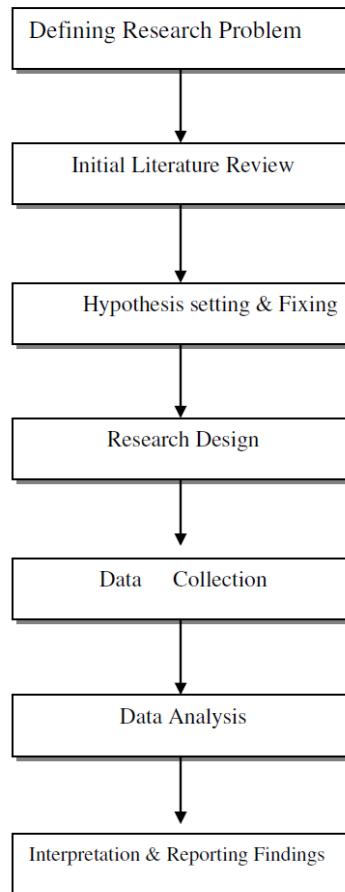 Defining Research Problem
Initial Literature Review
Hypothesis setting & Fixing
Research Design
Data Collection
Data Analysis
Interpretation & Reporting Findings